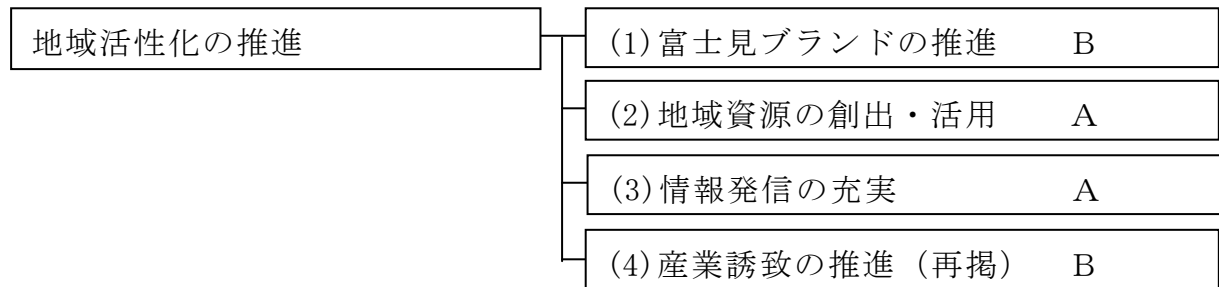 地域活性化の推進
(1)富士見ブランドの推進　B
(2)地域資源の創出・活用　A
(3)情報発信の充実　A
(4)産業誘致の推進（再掲）　B